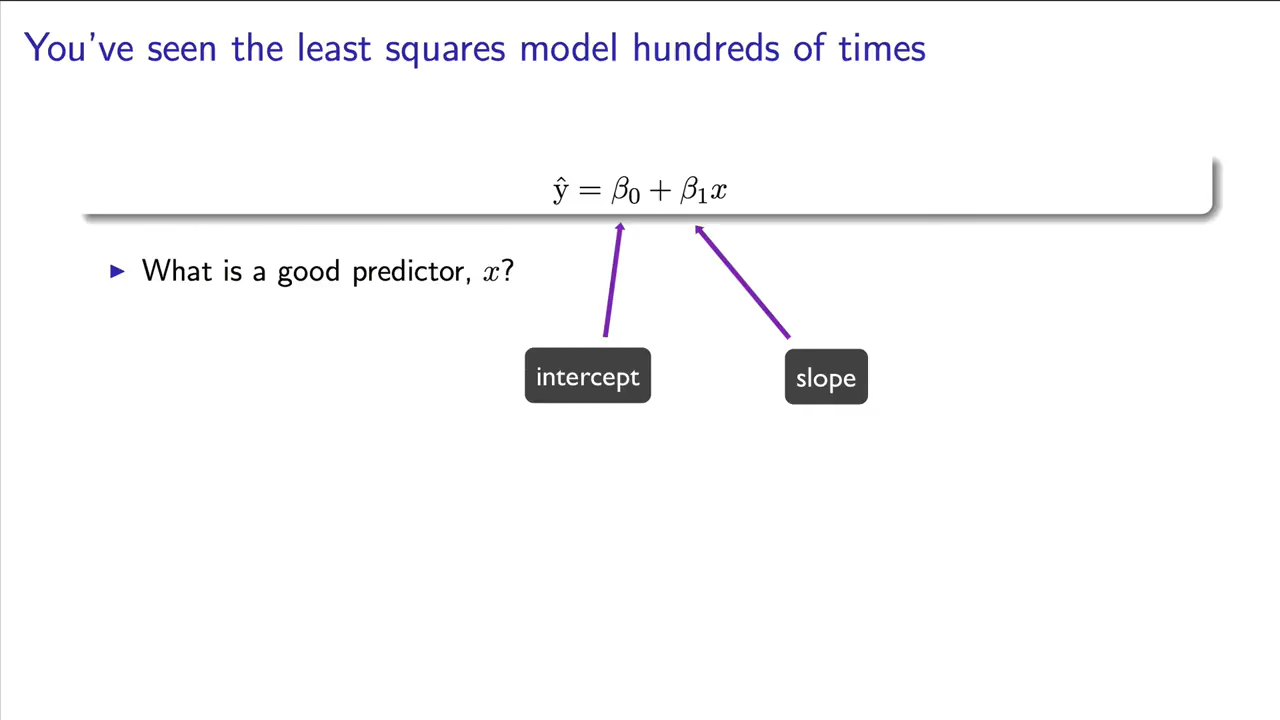 You've seen the least squares model hundreds of times
ŷ = β₀ + β₁x
▶ What is a good predictor, x?
intercept
slope